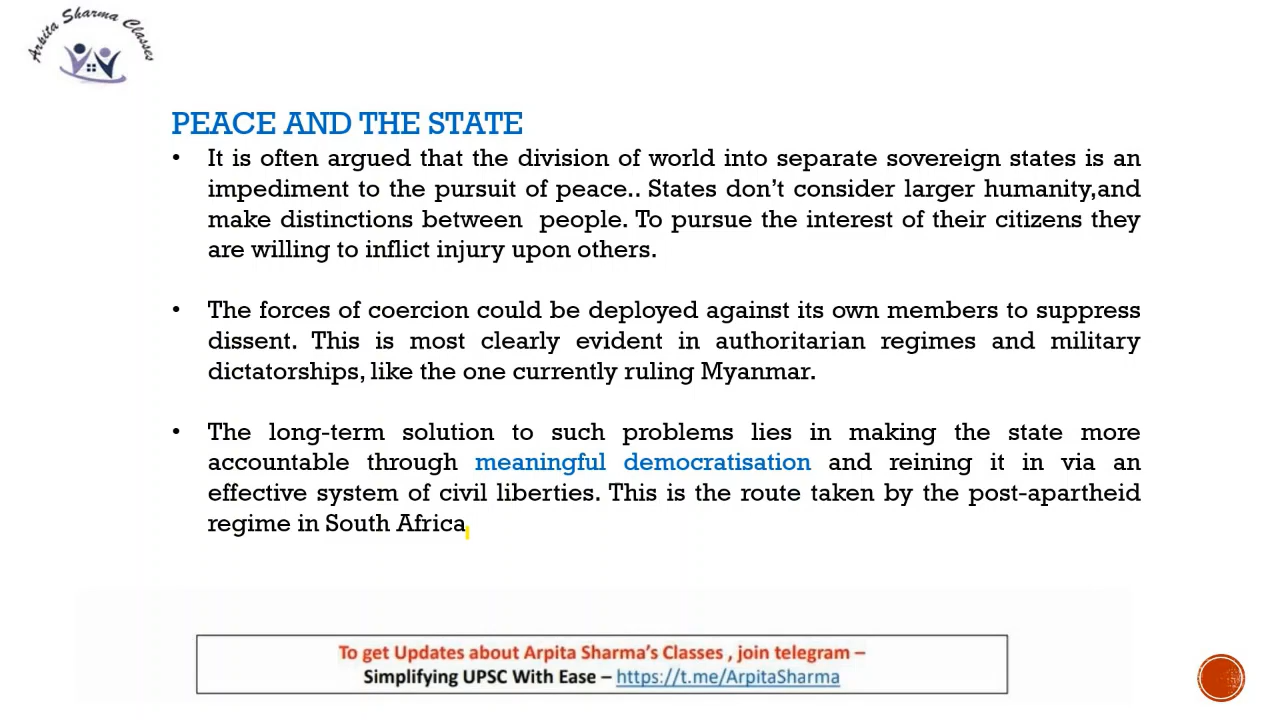 Arpita Sharma Classes
PEACE AND THE STATE
• It is often argued that the division of world into separate sovereign states is an
impediment to the pursuit of peace.. States don’t consider larger humanity,and
make distinctions between people. To pursue the interest of their citizens they
are willing to inflict injury upon others.
• The forces of coercion could be deployed against its own members to suppress
dissent. This is most clearly evident in authoritarian regimes and military
dictatorships, like the one currently ruling Myanmar.
• The long-term solution to such problems lies in making the state more
accountable through meaningful democratisation and reining it in via an
effective system of civil liberties. This is the route taken by the post-apartheid
regime in South Africa
To get Updates about Arpita Sharma’s Classes , join telegram –
Simplifying UPSC With Ease – https://t.me/ArpitaSharma